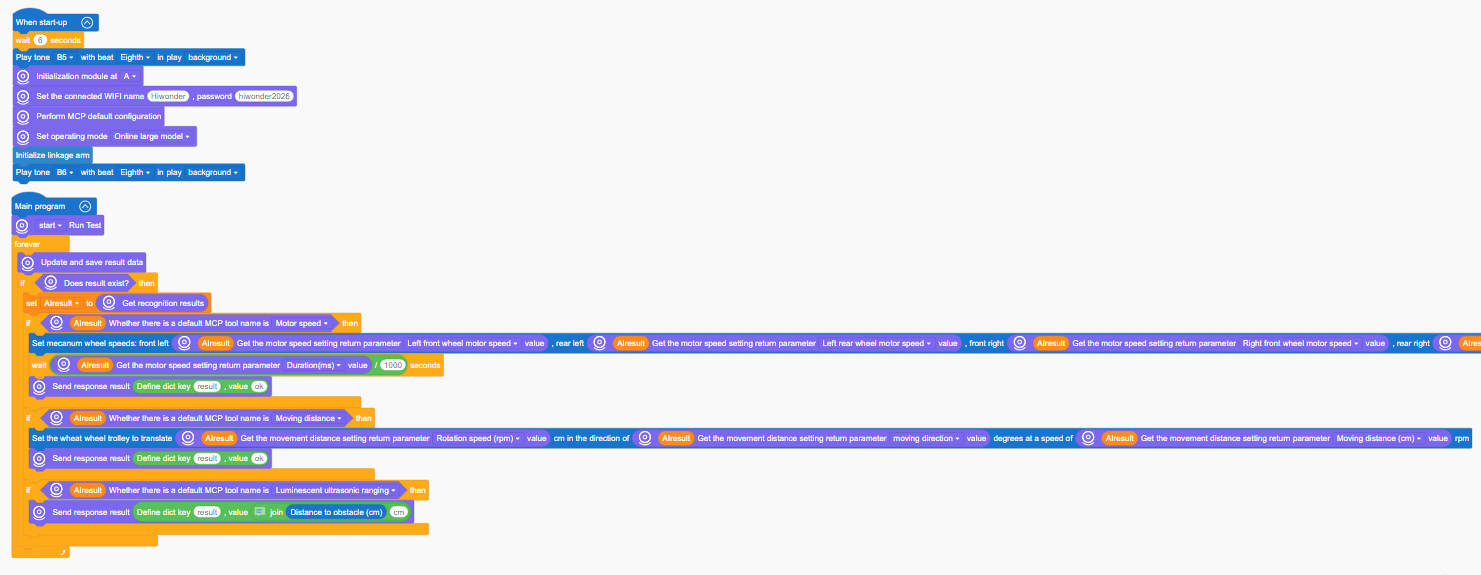 When start-up
wait 6 seconds
Play tone B5 with beat Eighth in play background
Initialization module at A
Set the connected WIFI name Hiwonder , password hiwonder2026
Perform MCP default configuration
Set operating mode Online large model
Initialize linkage arm
Play tone B6 with beat Eighth in play background
Main program
start Run Test
forever
Update and save result data
if Does result exist? then
set AIresult to Get recognition results
if AIresult Whether there is a default MCP tool name is Motor speed then
Set mecanum wheel speeds: front left AIresult Get the motor speed setting return parameter Left front wheel motor speed value , rear left AIresult Get the motor speed setting return parameter Left rear wheel motor speed value , front right AIresult Get the motor speed setting return parameter Right front wheel motor speed value , rear right
wait AIresult Get the motor speed setting return parameter Duration(ms) value / 1000 seconds
Send response result Define dict key result , value ok
if AIresult Whether there is a default MCP tool name is Moving distance then
Set the wheat wheel trolley to translate AIresult Get the movement distance setting return parameter Rotation speed (rpm) value cm in the direction of AIresult Get the movement distance setting return parameter moving direction value degrees at a speed of AIresult Get the movement distance setting return parameter Moving distance (cm) value rpm
Send response result Define dict key result , value ok
if AIresult Whether there is a default MCP tool name is Luminescent ultrasonic ranging then
Send response result Define dict key result , value join Distance to obstacle (cm) cm